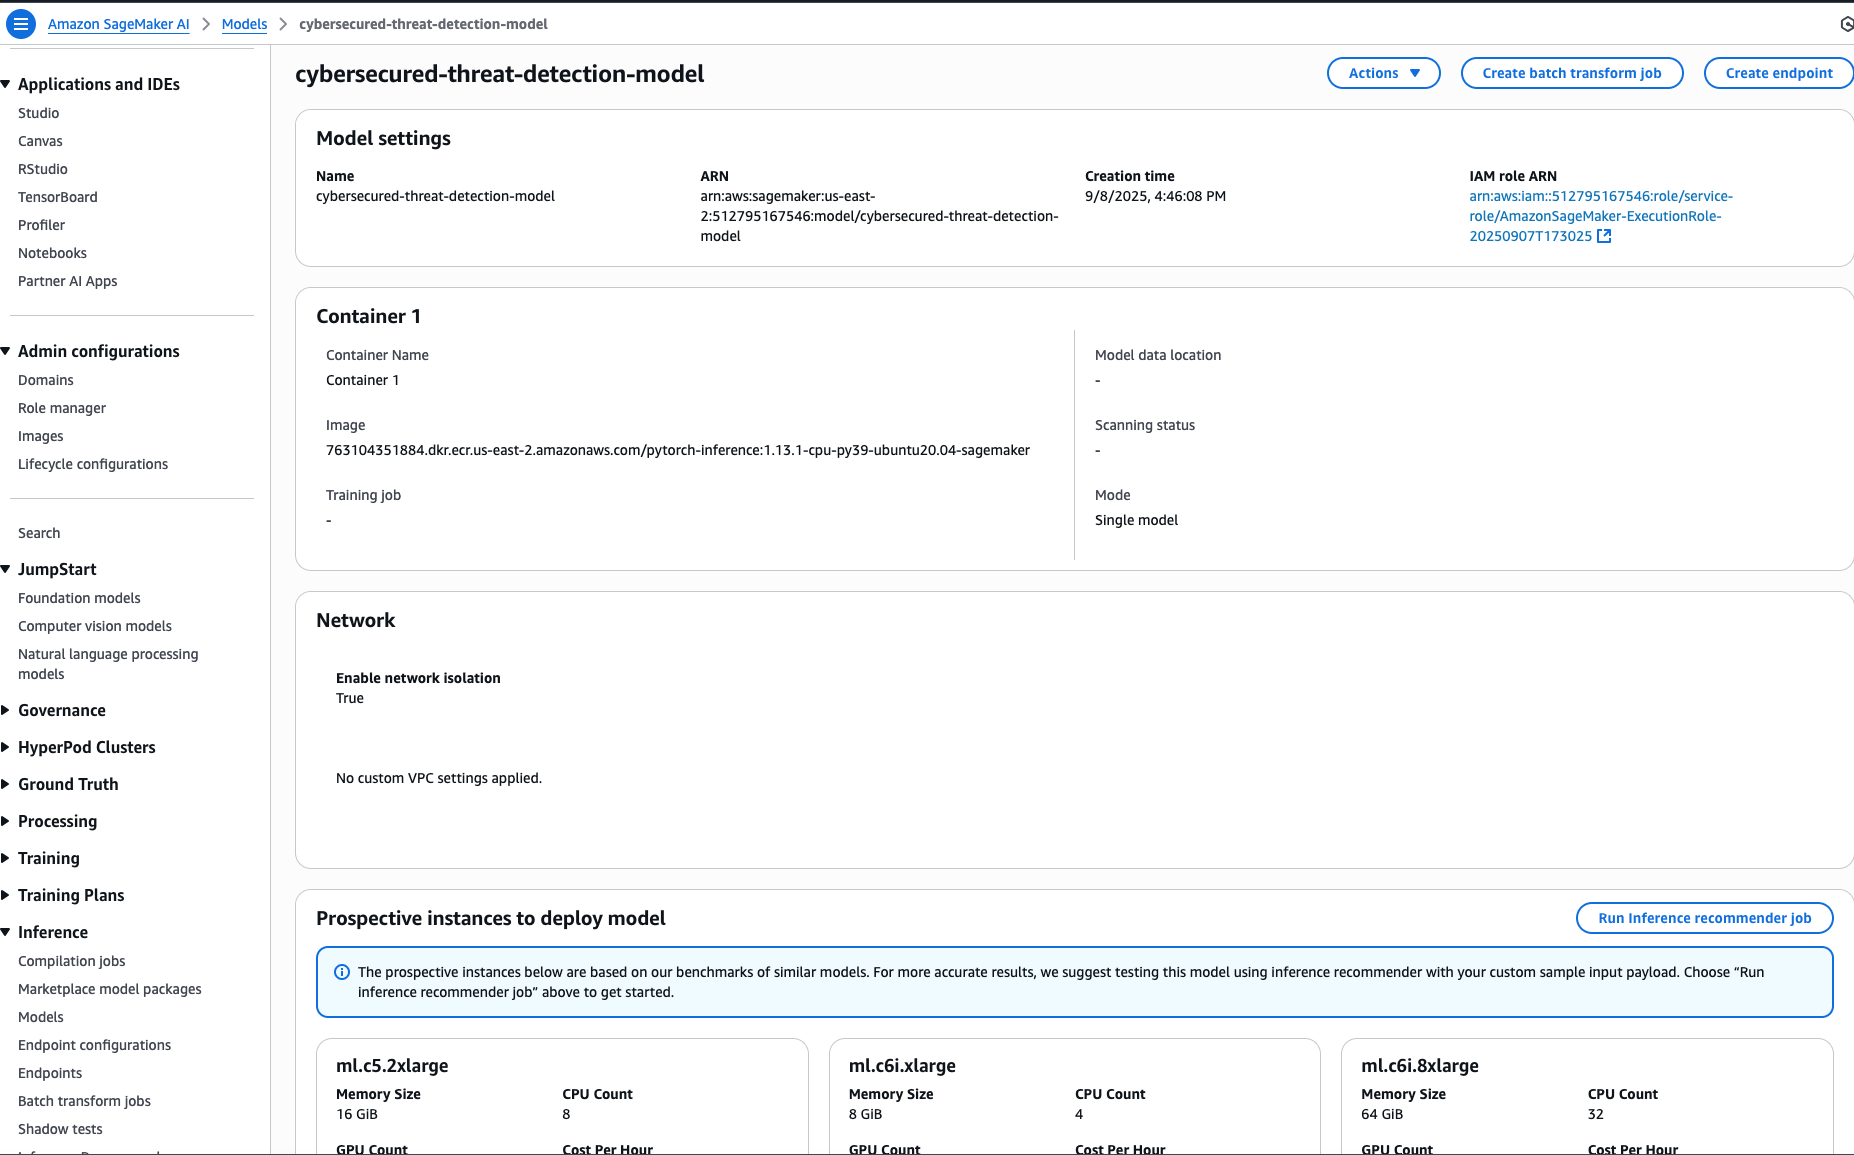 Amazon SageMaker AI > Models > cybersecured-threat-detection-model
Applications and IDEs
Studio
Canvas
RStudio
TensorBoard
Profiler
Notebooks
Partner AI Apps
Admin configurations
Domains
Role manager
Images
Lifecycle configurations
Search
JumpStart
Foundation models
Computer vision models
Natural language processing
models
Governance
HyperPod Clusters
Ground Truth
Processing
Training
Training Plans
Inference
Compilation jobs
Marketplace model packages
Models
Endpoint configurations
Endpoints
Batch transform jobs
Shadow tests
cybersecured-threat-detection-model
Actions
Create batch transform job
Create endpoint
Model settings
Name
cybersecured-threat-detection-model
ARN
arn:aws:sagemaker:us-east-
2:512795167546:model/cybersecured-threat-detection-
model
Creation time
9/8/2025, 4:46:08 PM
IAM role ARN
arn:aws:iam::512795167546:role/service-
role/AmazonSageMaker-ExecutionRole-
20250907T173025
Container 1
Container Name
Container 1
Image
763104351884.dkr.ecr.us-east-2.amazonaws.com/pytorch-inference:1.13.1-cpu-py39-ubuntu20.04-sagemaker
Training job
-
Model data location
-
Scanning status
-
Mode
Single model
Network
Enable network isolation
True
No custom VPC settings applied.
Prospective instances to deploy model
Run Inference recommender job
The prospective instances below are based on our benchmarks of similar models. For more accurate results, we suggest testing this model using inference recommender with your custom sample input payload. Choose “Run
inference recommender job” above to get started.
ml.c5.2xlarge
Memory Size
16 GiB
CPU Count
8
GPU Count
Cost Per Hour
ml.c6i.xlarge
Memory Size
8 GiB
CPU Count
4
GPU Count
Cost Per Hour
ml.c6i.8xlarge
Memory Size
64 GiB
CPU Count
32
GPU Count
Cost Per Hour